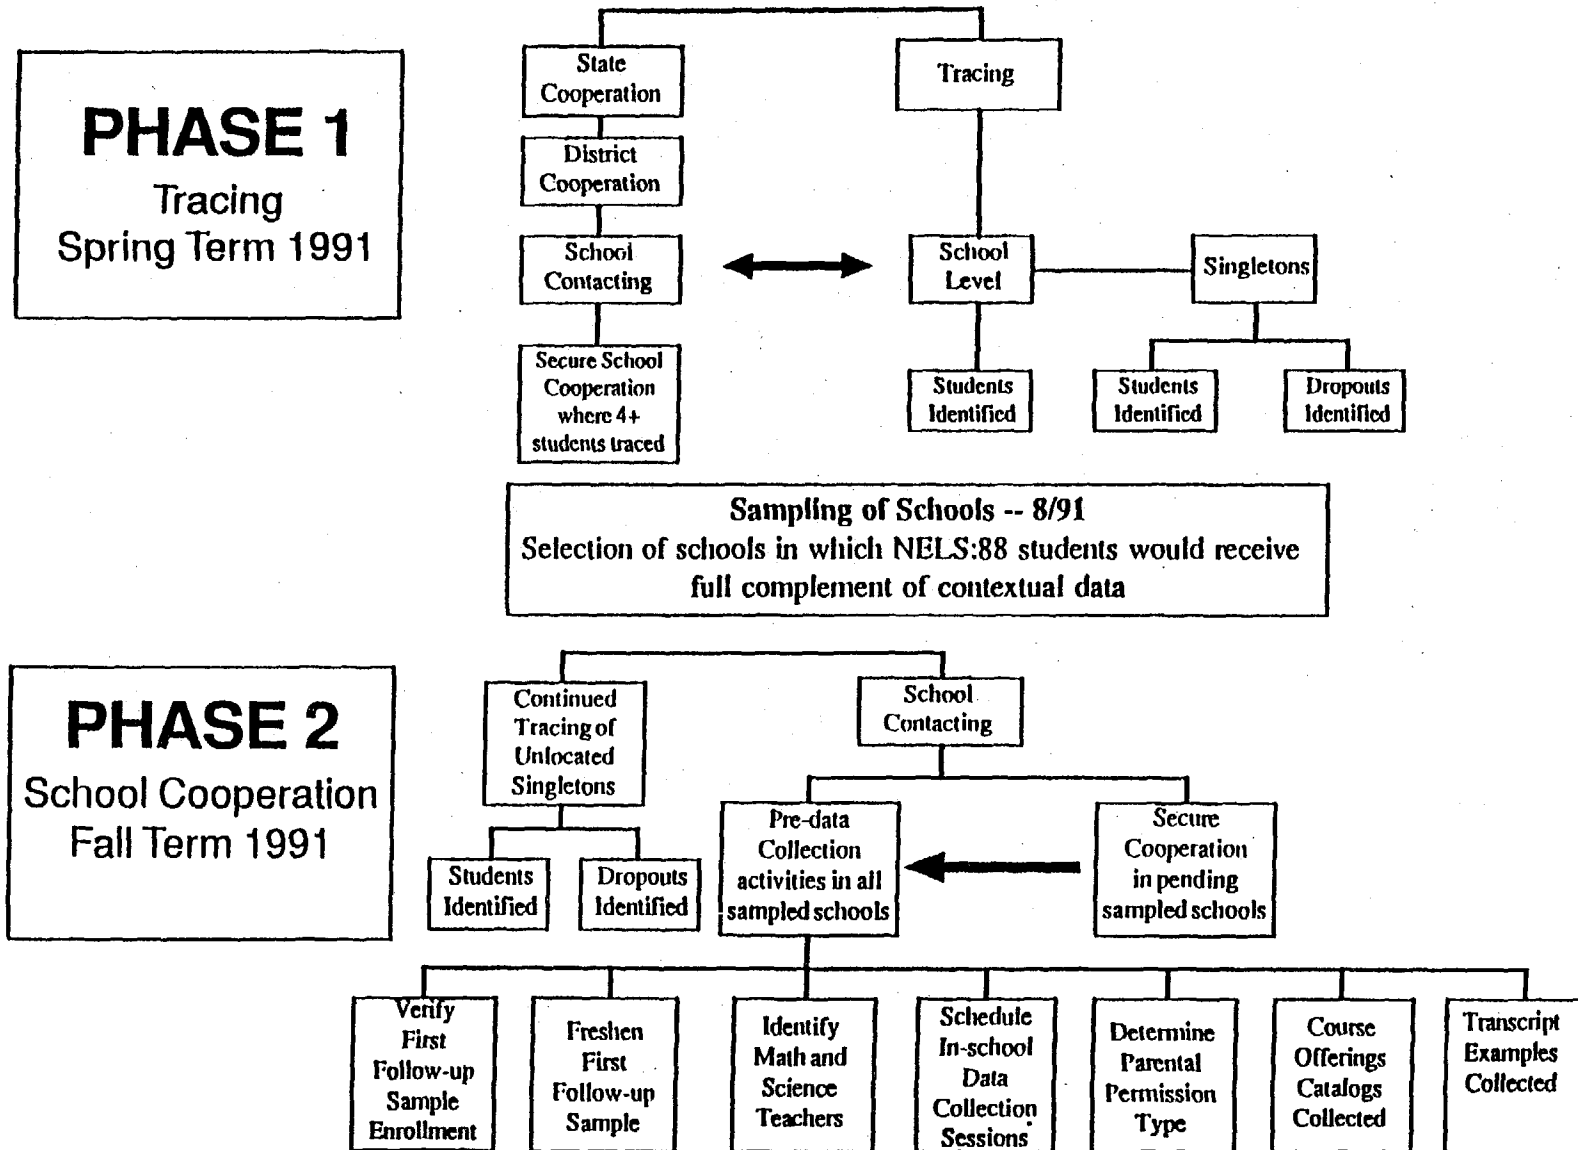 PHASE 1
Tracing
Spring Term 1991
State
Cooperation
Tracing
District
Cooperation
School
Contacting
School
Level
Singletons
Secure School
Cooperation
where 4+
students traced
Students
Identified
Students
Identified
Dropouts
Identified
Sampling of Schools -- 8/91
Selection of schools in which NELS:88 students would receive
full complement of contextual data
PHASE 2
School Cooperation
Fall Term 1991
Continued
Tracing of
Unlocated
Singletons
School
Contacting
Students
Identified
Dropouts
Identified
Pre-data
Collection
activities in all
sampled schools
Secure
Cooperation
in pending
sampled schools
Verify
First
Follow-up
Sample
Enrollment
Freshen
First
Follow-up
Sample
Identify
Math and
Science
Teachers
Schedule
In-school
Data
Collection
Sessions
Determine
Parental
Permission
Type
Course
Offerings
Catalogs
Collected
Transcript
Examples
Collected